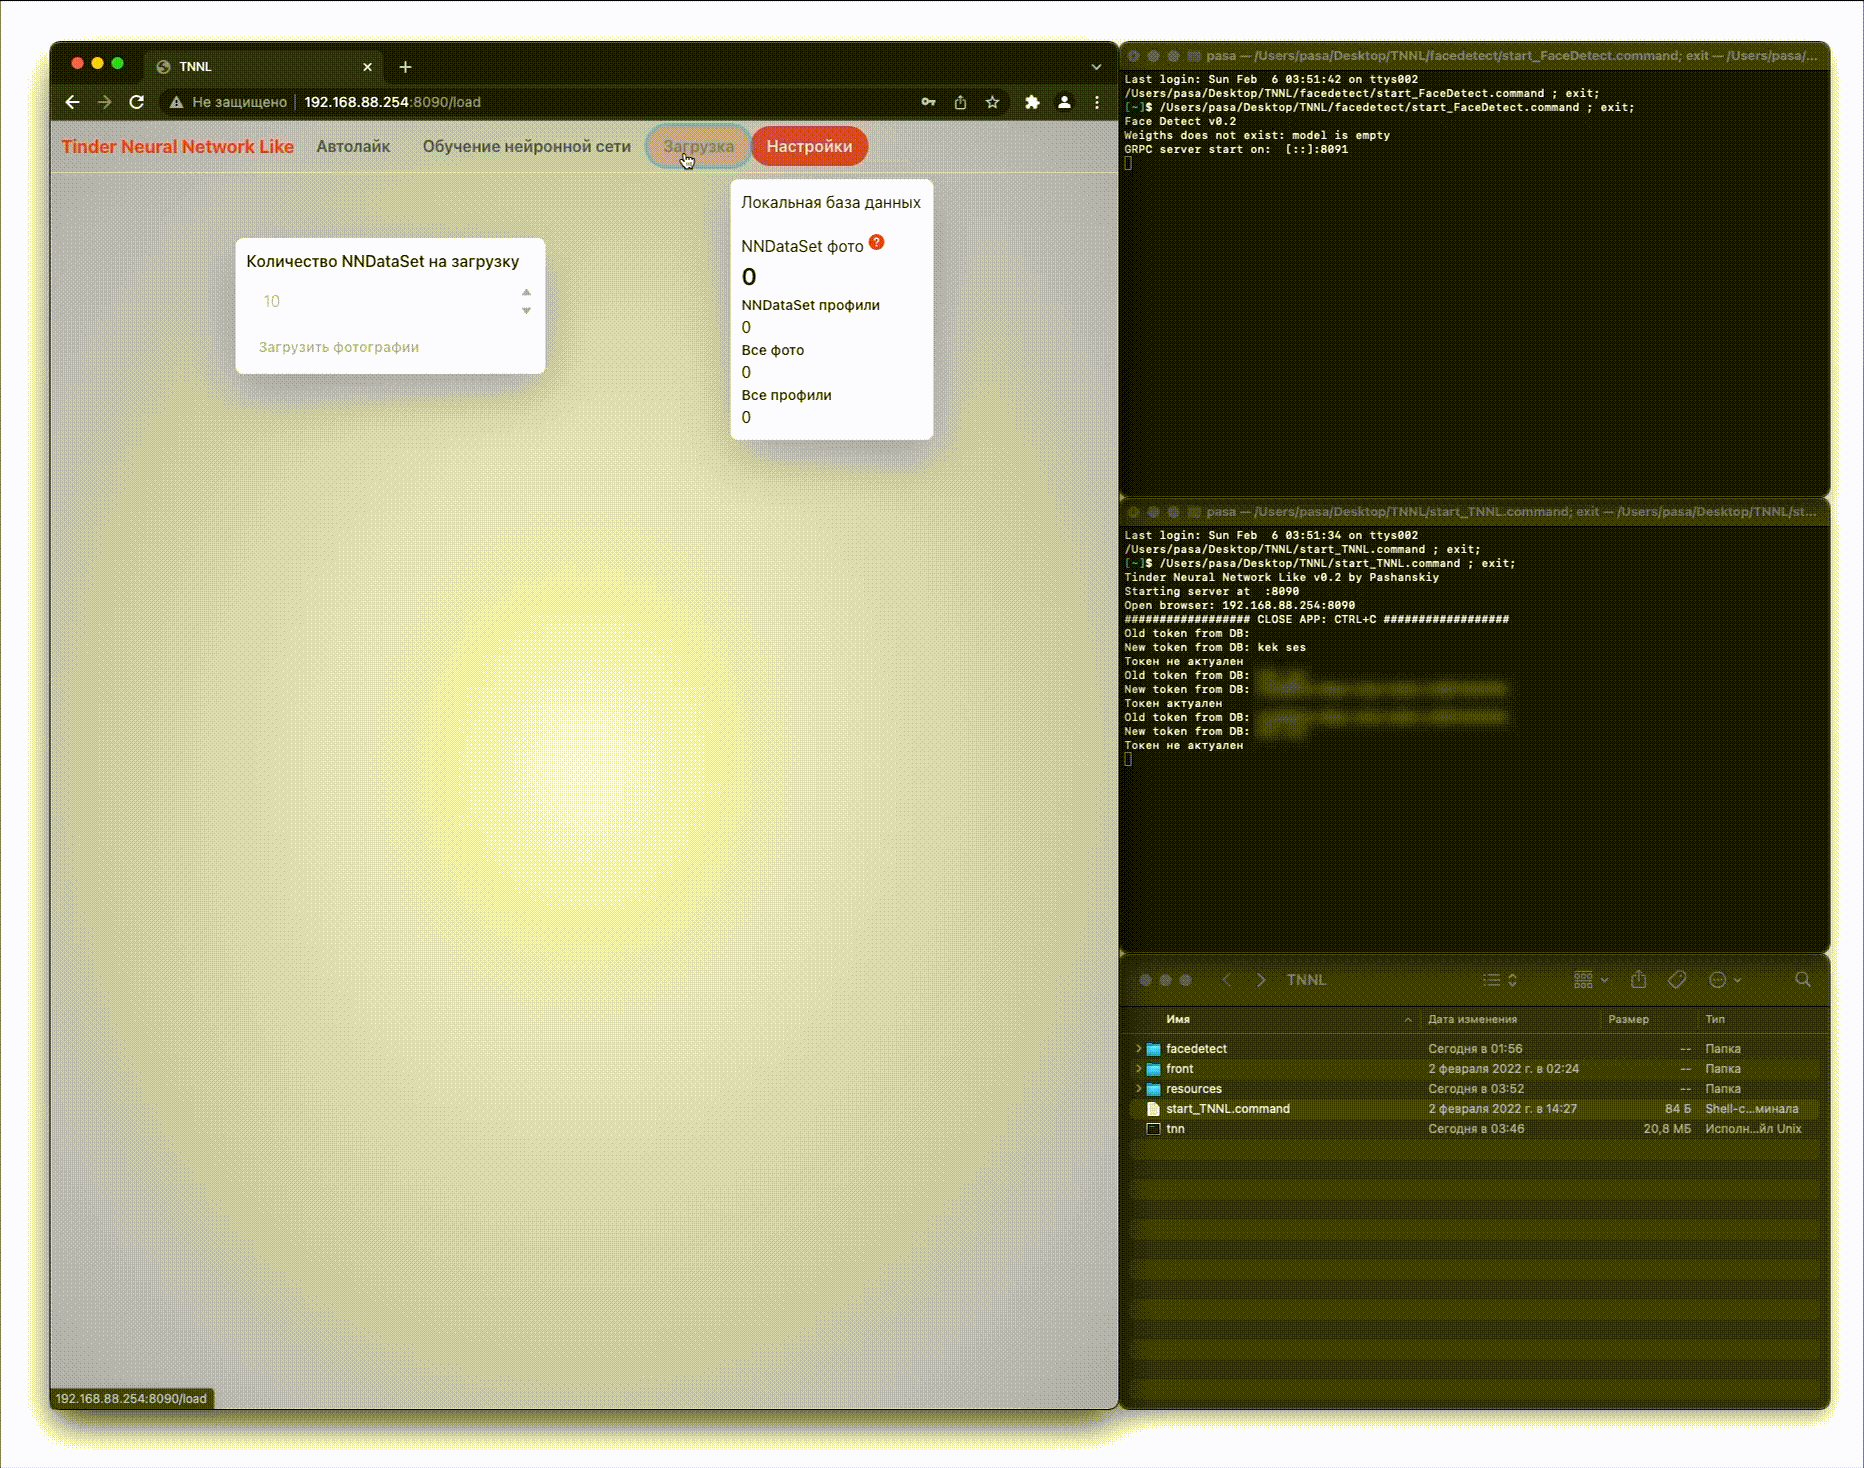 TNNL
Не защищено 192.168.88.254:8090/load
Tinder Neural Network Like Автолайк Обучение нейронной сети Загрузка Настройки
Количество NNDataSet на загрузку
10
Загрузить фотографии
Локальная база данных
NNDataSet фото ?
0
NNDataSet профили
0
Все фото
0
Все профили
0
192.168.88.254:8090/load
pasa — /Users/pasa/Desktop/TNNL/facedetect/start_FaceDetect.command; exit — /Users/pasa/...
Last login: Sun Feb  6 03:51:42 on ttys002
/Users/pasa/Desktop/TNNL/facedetect/start_FaceDetect.command ; exit;
[~]$ /Users/pasa/Desktop/TNNL/facedetect/start_FaceDetect.command ; exit;
Face Detect v0.2
Weigths does not exist: model is empty
GRPC server start on:  [::]:8091
pasa — /Users/pasa/Desktop/TNNL/start_TNNL.command; exit — /Users/pasa/Desktop/TNNL/st...
Last login: Sun Feb  6 03:51:34 on ttys002
/Users/pasa/Desktop/TNNL/start_TNNL.command ; exit;
[~]$ /Users/pasa/Desktop/TNNL/start_TNNL.command ; exit;
Tinder Neural Network Like v0.2 by Pashanskiy
Starting server at  :8090
Open browser: 192.168.88.254:8090
################## CLOSE APP: CTRL+C ##################
Old token from DB:
New token from DB: kek ses
Токен не актуален
Old token from DB:
New token from DB:
Токен актуален
Old token from DB:
New token from DB:
Токен не актуален
TNNL
Имя Дата изменения Размер Тип
facedetect Сегодня в 01:56 -- Папка
front 2 февраля 2022 г. в 02:24 -- Папка
resources Сегодня в 03:52 -- Папка
start_TNNL.command 2 февраля 2022 г. в 14:27 84 Б Shell-с...минала
tnn Сегодня в 03:46 20,8 МБ Исполн...йл Unix